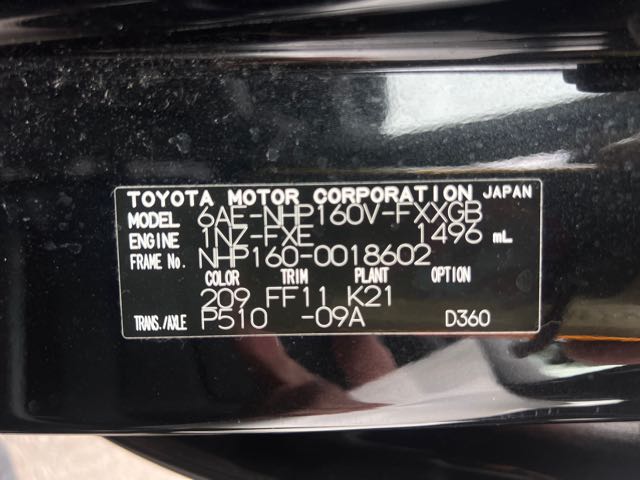 TOYOTA MOTOR CORPORATION JAPAN
MODEL 6AE-NHP160V-FXXGB
ENGINE 1NZ-FXE 1496 mL
FRAME No. NHP160-0018602
COLOR TRIM PLANT OPTION
209 FF11 K21
TRANS./AXLE P510 -09A D360